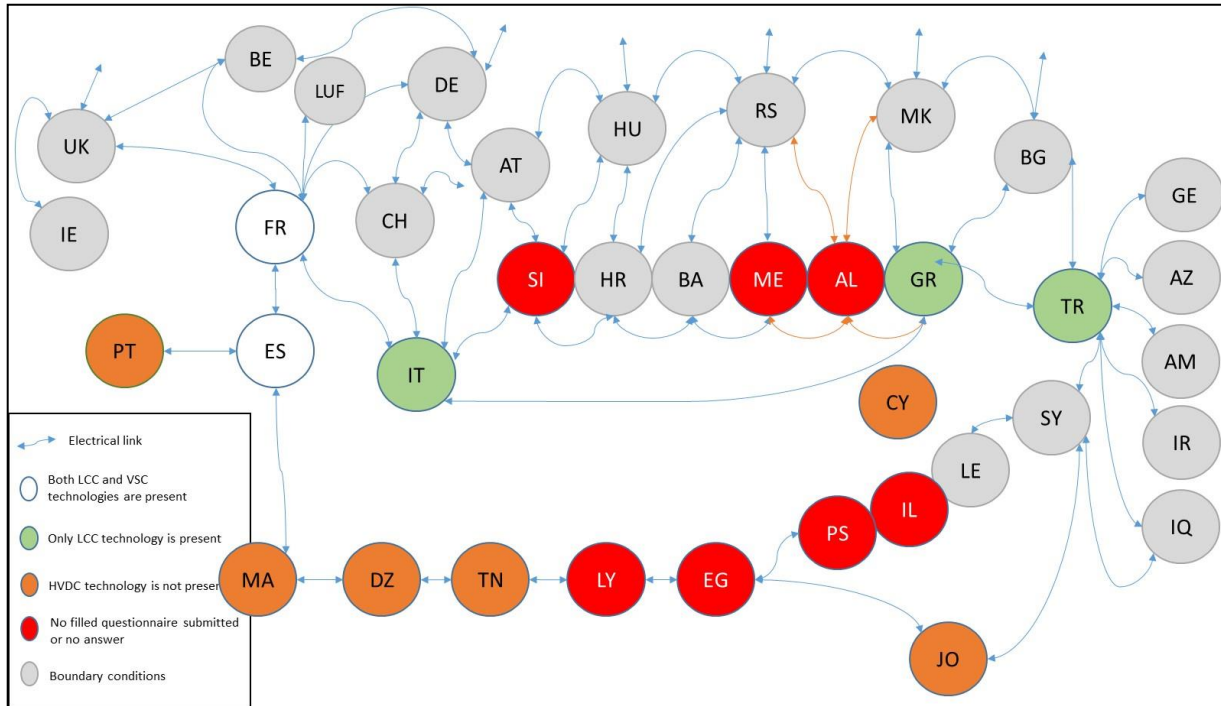 BE
LUF
DE
UK
AT
HU
RS
MK
BG
GE
IE
FR
CH
SI
HR
BA
ME
AL
GR
TR
AZ
PT
ES
IT
AM
CY
SY
IR
LE
IL
PS
IQ
MA
DZ
TN
LY
EG
JO
Electrical link
Both LCC and VSC
technologies are present
Only LCC technology is present
HVDC technology is not present
No filled questionnaire submitted
or no answer
Boundary conditions